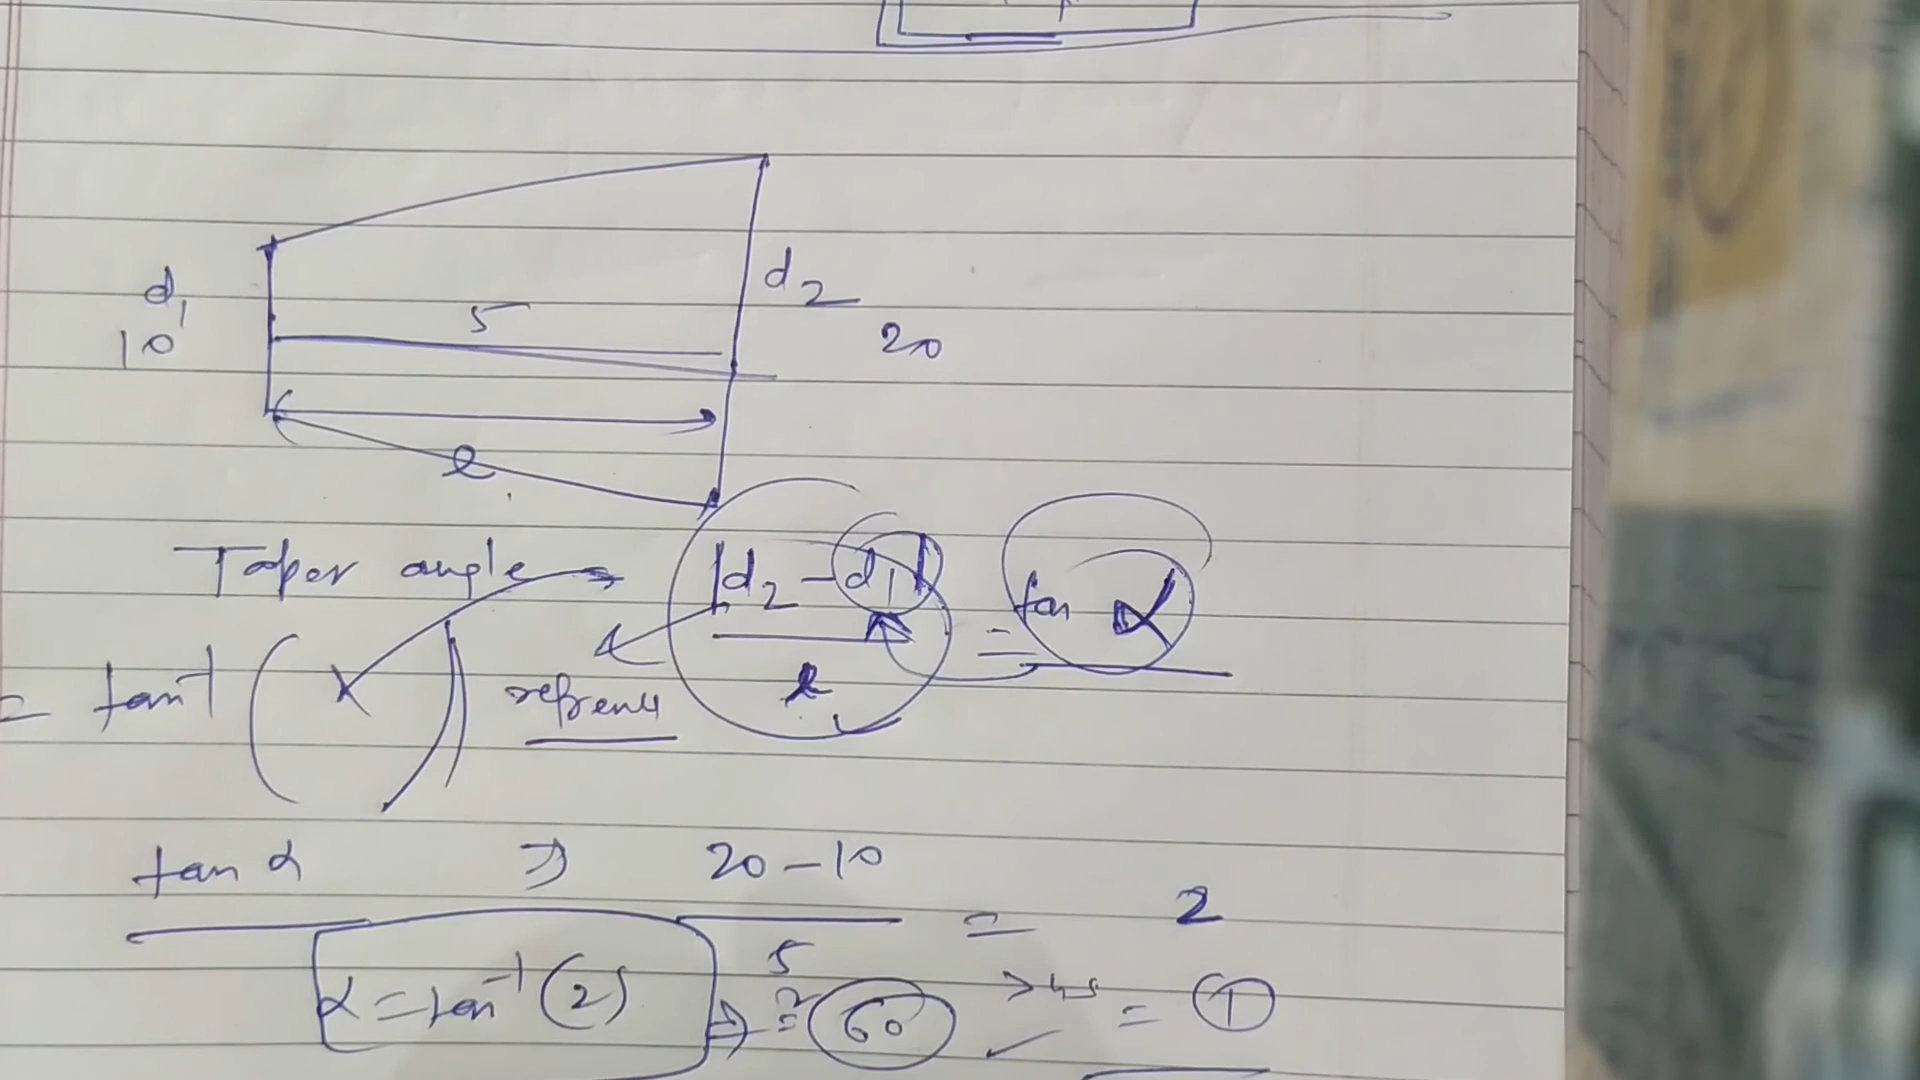 d1 5 d2
10 20
l
Taper angle → |d2 - d1| / l = tan α
= tan-1 ( x ) refrenu
tan α ⇒ 20 - 10 / 5 = 2
α = tan-1 (2) ⇒ 60 > 45 = 1